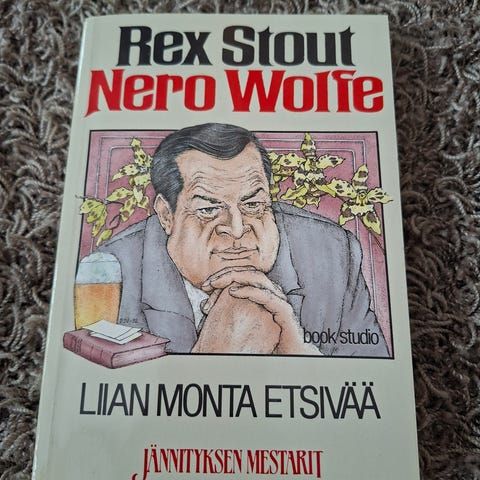 Rex Stout
Nero Wolfe
book studio
LIIAN MONTA ETSIVÄÄ
JÄNNITYKSEN MESTARIT